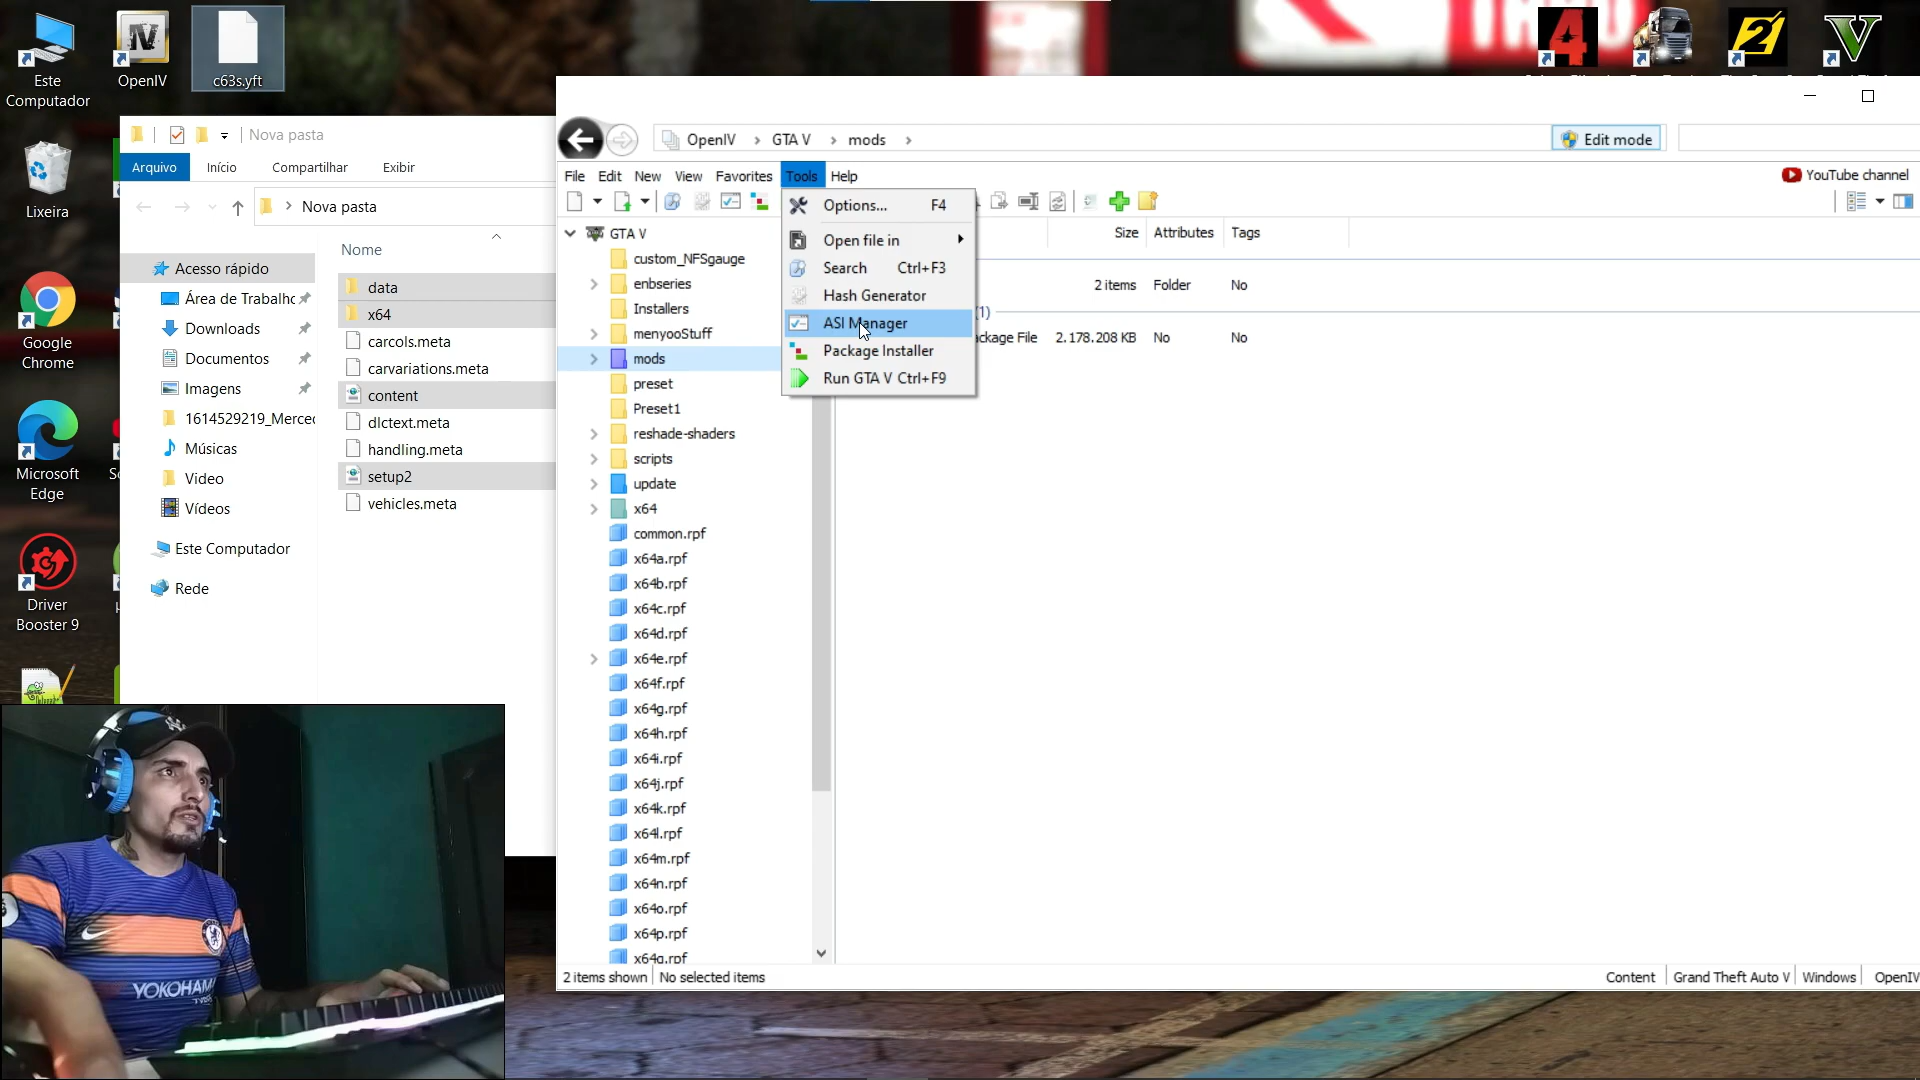 Este
Computador
OpenIV
c63s.yft
Lixeira
Google
Chrome
Microsoft
Edge
Driver
Booster 9
Nova pasta
Arquivo
Início
Compartilhar
Exibir
Nova pasta
Nome
Acesso rápido
Área de Trabalho
Downloads
Documentos
Imagens
1614529219_Merced
Músicas
Video
Vídeos
Este Computador
Rede
data
x64
carcols.meta
carvariations.meta
content
dlctext.meta
handling.meta
setup2
vehicles.meta
OpenIV
GTA V
mods
Edit mode
File Edit New View Favorites Tools Help
YouTube channel
Options... F4
Open file in
Search Ctrl+F3
Hash Generator
ASI Manager
Package Installer
Run GTA V Ctrl+F9
GTA V
custom_NFSgauge
enbseries
Installers
menyooStuff
mods
preset
Preset1
reshade-shaders
scripts
update
x64
common.rpf
x64a.rpf
x64b.rpf
x64c.rpf
x64d.rpf
x64e.rpf
x64f.rpf
x64g.rpf
x64h.rpf
x64i.rpf
x64j.rpf
x64k.rpf
x64l.rpf
x64m.rpf
x64n.rpf
x64o.rpf
x64p.rpf
x64q.rpf
Size Attributes Tags
2 items Folder No
(1)
ackage File 2.178.208 KB No No
2 items shown No selected items
Content Grand Theft Auto V Windows OpenIV
YOKOHAMA
TYRES